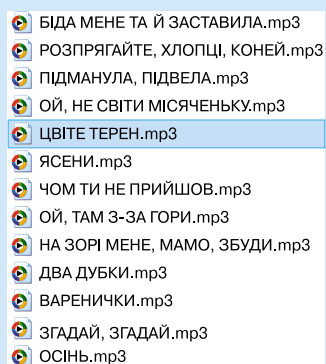 БІДА МЕНЕ ТА Й ЗАСТАВИЛА.mp3
РОЗПРЯГАЙТЕ, ХЛОПЦІ, КОНЕЙ.mp3
ПІДМАНУЛА, ПІДВЕЛА.mp3
ОЙ, НЕ СВІТИ МІСЯЧЕНЬКУ.mp3
ЦВІТЕ ТЕРЕН.mp3
ЯСЕНИ.mp3
ЧОМ ТИ НЕ ПРИЙШОВ.mp3
ОЙ, ТАМ З-ЗА ГОРИ.mp3
НА ЗОРІ МЕНЕ, МАМО, ЗБУДИ.mp3
ДВА ДУБКИ.mp3
ВАРЕНИЧКИ.mp3
ЗГАДАЙ, ЗГАДАЙ.mp3
ОСІНЬ.mp3